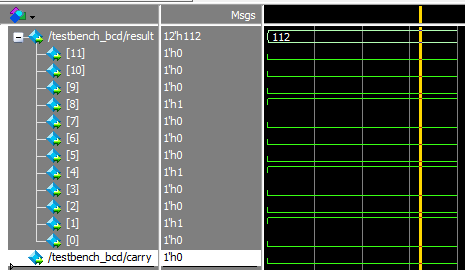 Msgs
/testbench_bcd/result 12'h112 112
[11] 1'h0
[10] 1'h0
[9] 1'h0
[8] 1'h1
[7] 1'h0
[6] 1'h0
[5] 1'h0
[4] 1'h1
[3] 1'h0
[2] 1'h0
[1] 1'h1
[0] 1'h0
/testbench_bcd/carry 1'h0